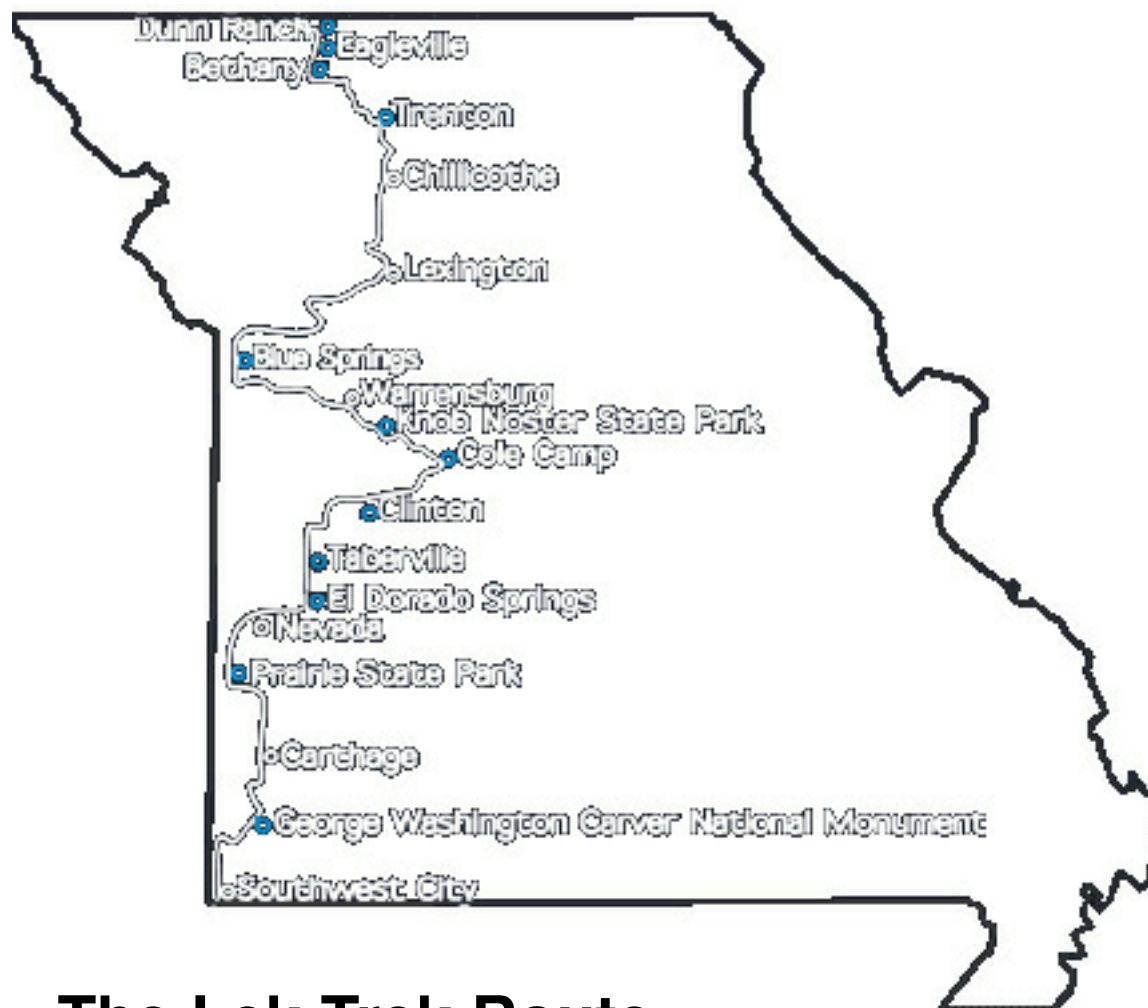 Dunn Ranch
Eagleville
Bethany
Trenton
Chillicothe
Lexington
Blue Springs
Warrensburg
Knob Noster State Park
Cole Camp
Clinton
Taberville
El Dorado Springs
Nevada
Prairie State Park
Carthage
George Washington Carver National Monument
Southwest City
The Lek Trek Route